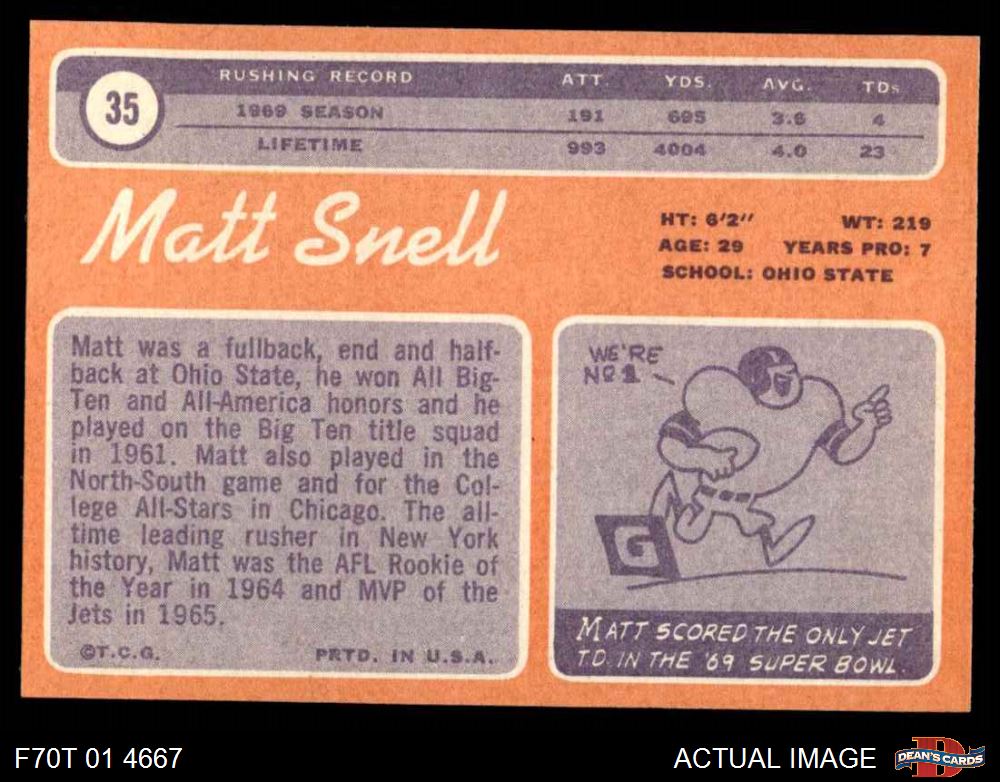 35
RUSHING RECORD ATT. YDS. AVG. TDs
1969 SEASON 191 695 3.6 4
LIFETIME 993 4004 4.0 23
Matt Snell
HT: 6'2'' WT: 219
AGE: 29 YEARS PRO: 7
SCHOOL: OHIO STATE
Matt was a fullback, end and half-
back at Ohio State, he won All Big-
Ten and All-America honors and he
played on the Big Ten title squad
in 1961. Matt also played in the
North-South game and for the Col-
lege All-Stars in Chicago. The all-
time leading rusher in New York
history, Matt was the AFL Rookie of
the Year in 1964 and MVP of the
Jets in 1965.
©T.C.G. PRTD. IN U.S.A.
WE'RE
NO 1
G
MATT SCORED THE ONLY JET
T.D. IN THE '69 SUPER BOWL.
F70T 01 4667
ACTUAL IMAGE
D
DEAN'S CARDS